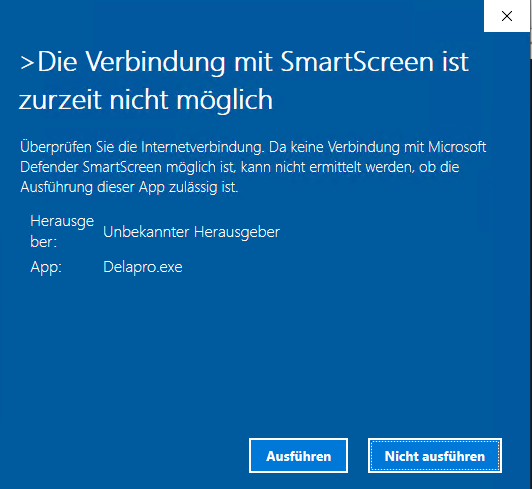 >Die Verbindung mit SmartScreen ist
zurzeit nicht möglich
Überprüfen Sie die Internetverbindung. Da keine Verbindung mit Microsoft
Defender SmartScreen möglich ist, kann nicht ermittelt werden, ob die
Ausführung dieser App zulässig ist.
Herausge
ber: Unbekannter Herausgeber
App: Delapro.exe
Ausführen Nicht ausführen